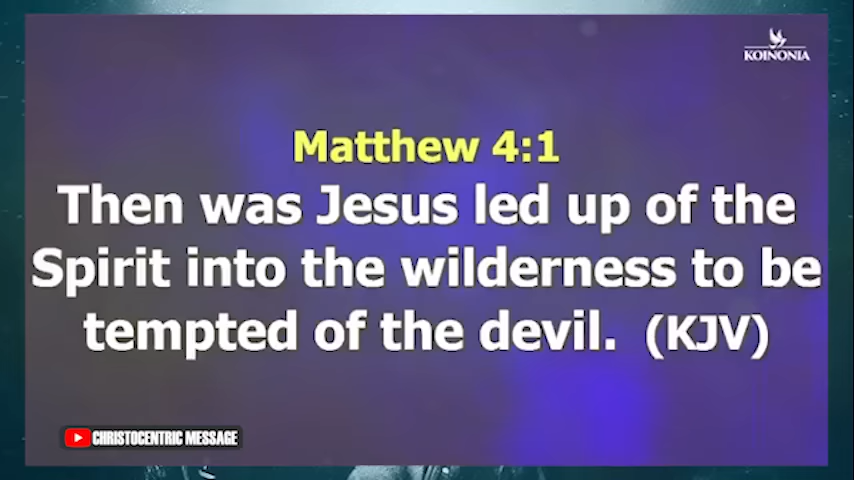 KOINONIA
Matthew 4:1
Then was Jesus led up of the
Spirit into the wilderness to be
tempted of the devil. (KJV)
CHRISTOCENTRIC MESSAGE